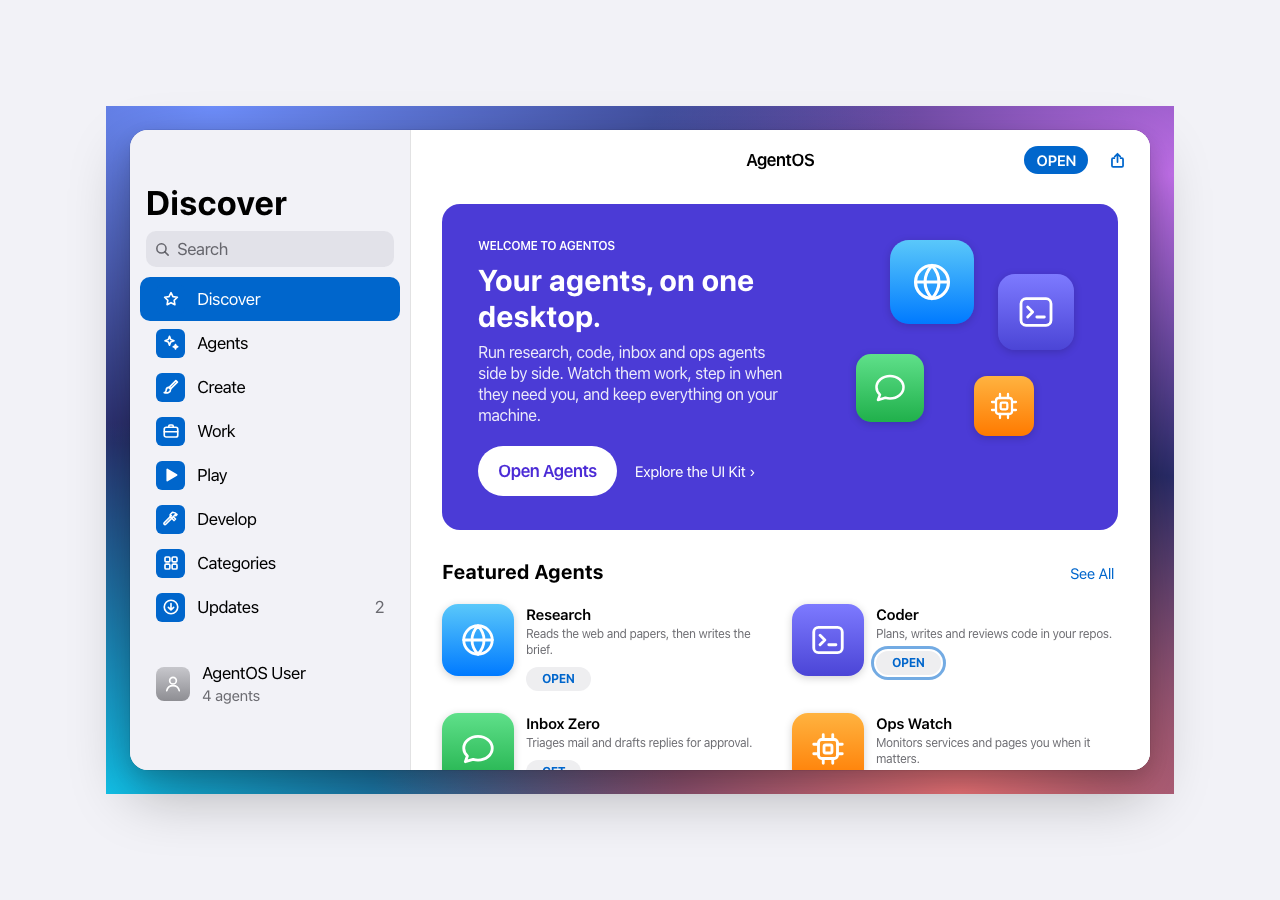 AgentOS
OPEN
Discover
Search
Discover
Agents
Create
Work
Play
Develop
Categories
Updates 2
AgentOS User
4 agents
WELCOME TO AGENTOS
Your agents, on one
desktop.
Run research, code, inbox and ops agents
side by side. Watch them work, step in when
they need you, and keep everything on your
machine.
Open Agents
Explore the UI Kit ›
Featured Agents
See All
Research
Reads the web and papers, then writes the
brief.
OPEN
Coder
Plans, writes and reviews code in your repos.
OPEN
Inbox Zero
Triages mail and drafts replies for approval.
GET
Ops Watch
Monitors services and pages you when it
matters.